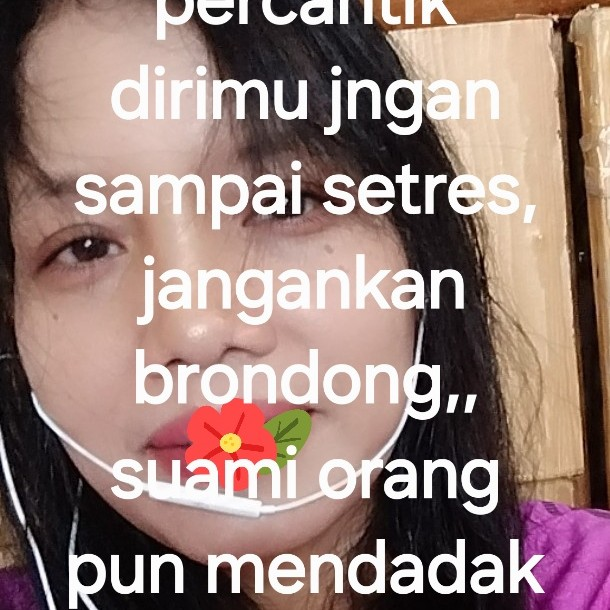 percantik
dirimu jngan
sampai setres,
jangankan
brondong,,
suami orang
pun mendadak